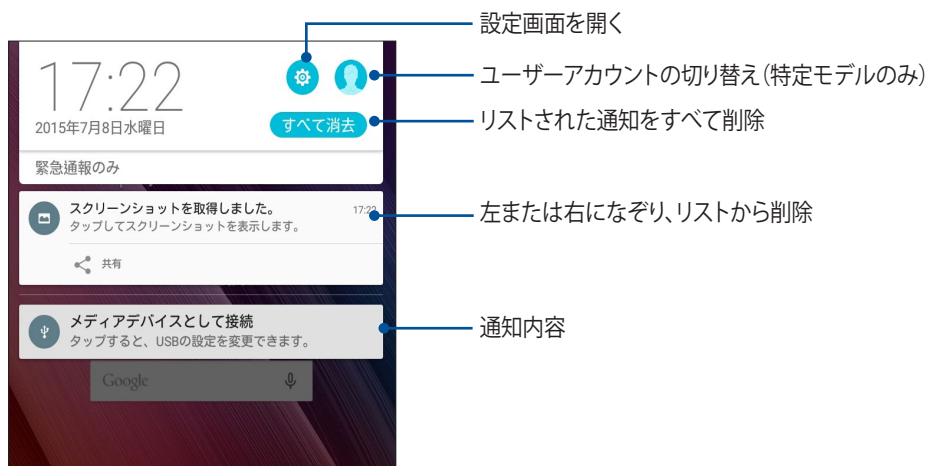 設定画面を開く
17:22
ユーザーアカウントの切り替え(特定モデルのみ)
2015年7月8日水曜日
すべて消去
リストされた通知をすべて削除
緊急通報のみ
スクリーンショットを取得しました。
17:22
タップしてスクリーンショットを表示します。
左または右になぞり、リストから削除
共有
メディアデバイスとして接続
タップすると、USBの設定を変更できます。
通知内容
Google